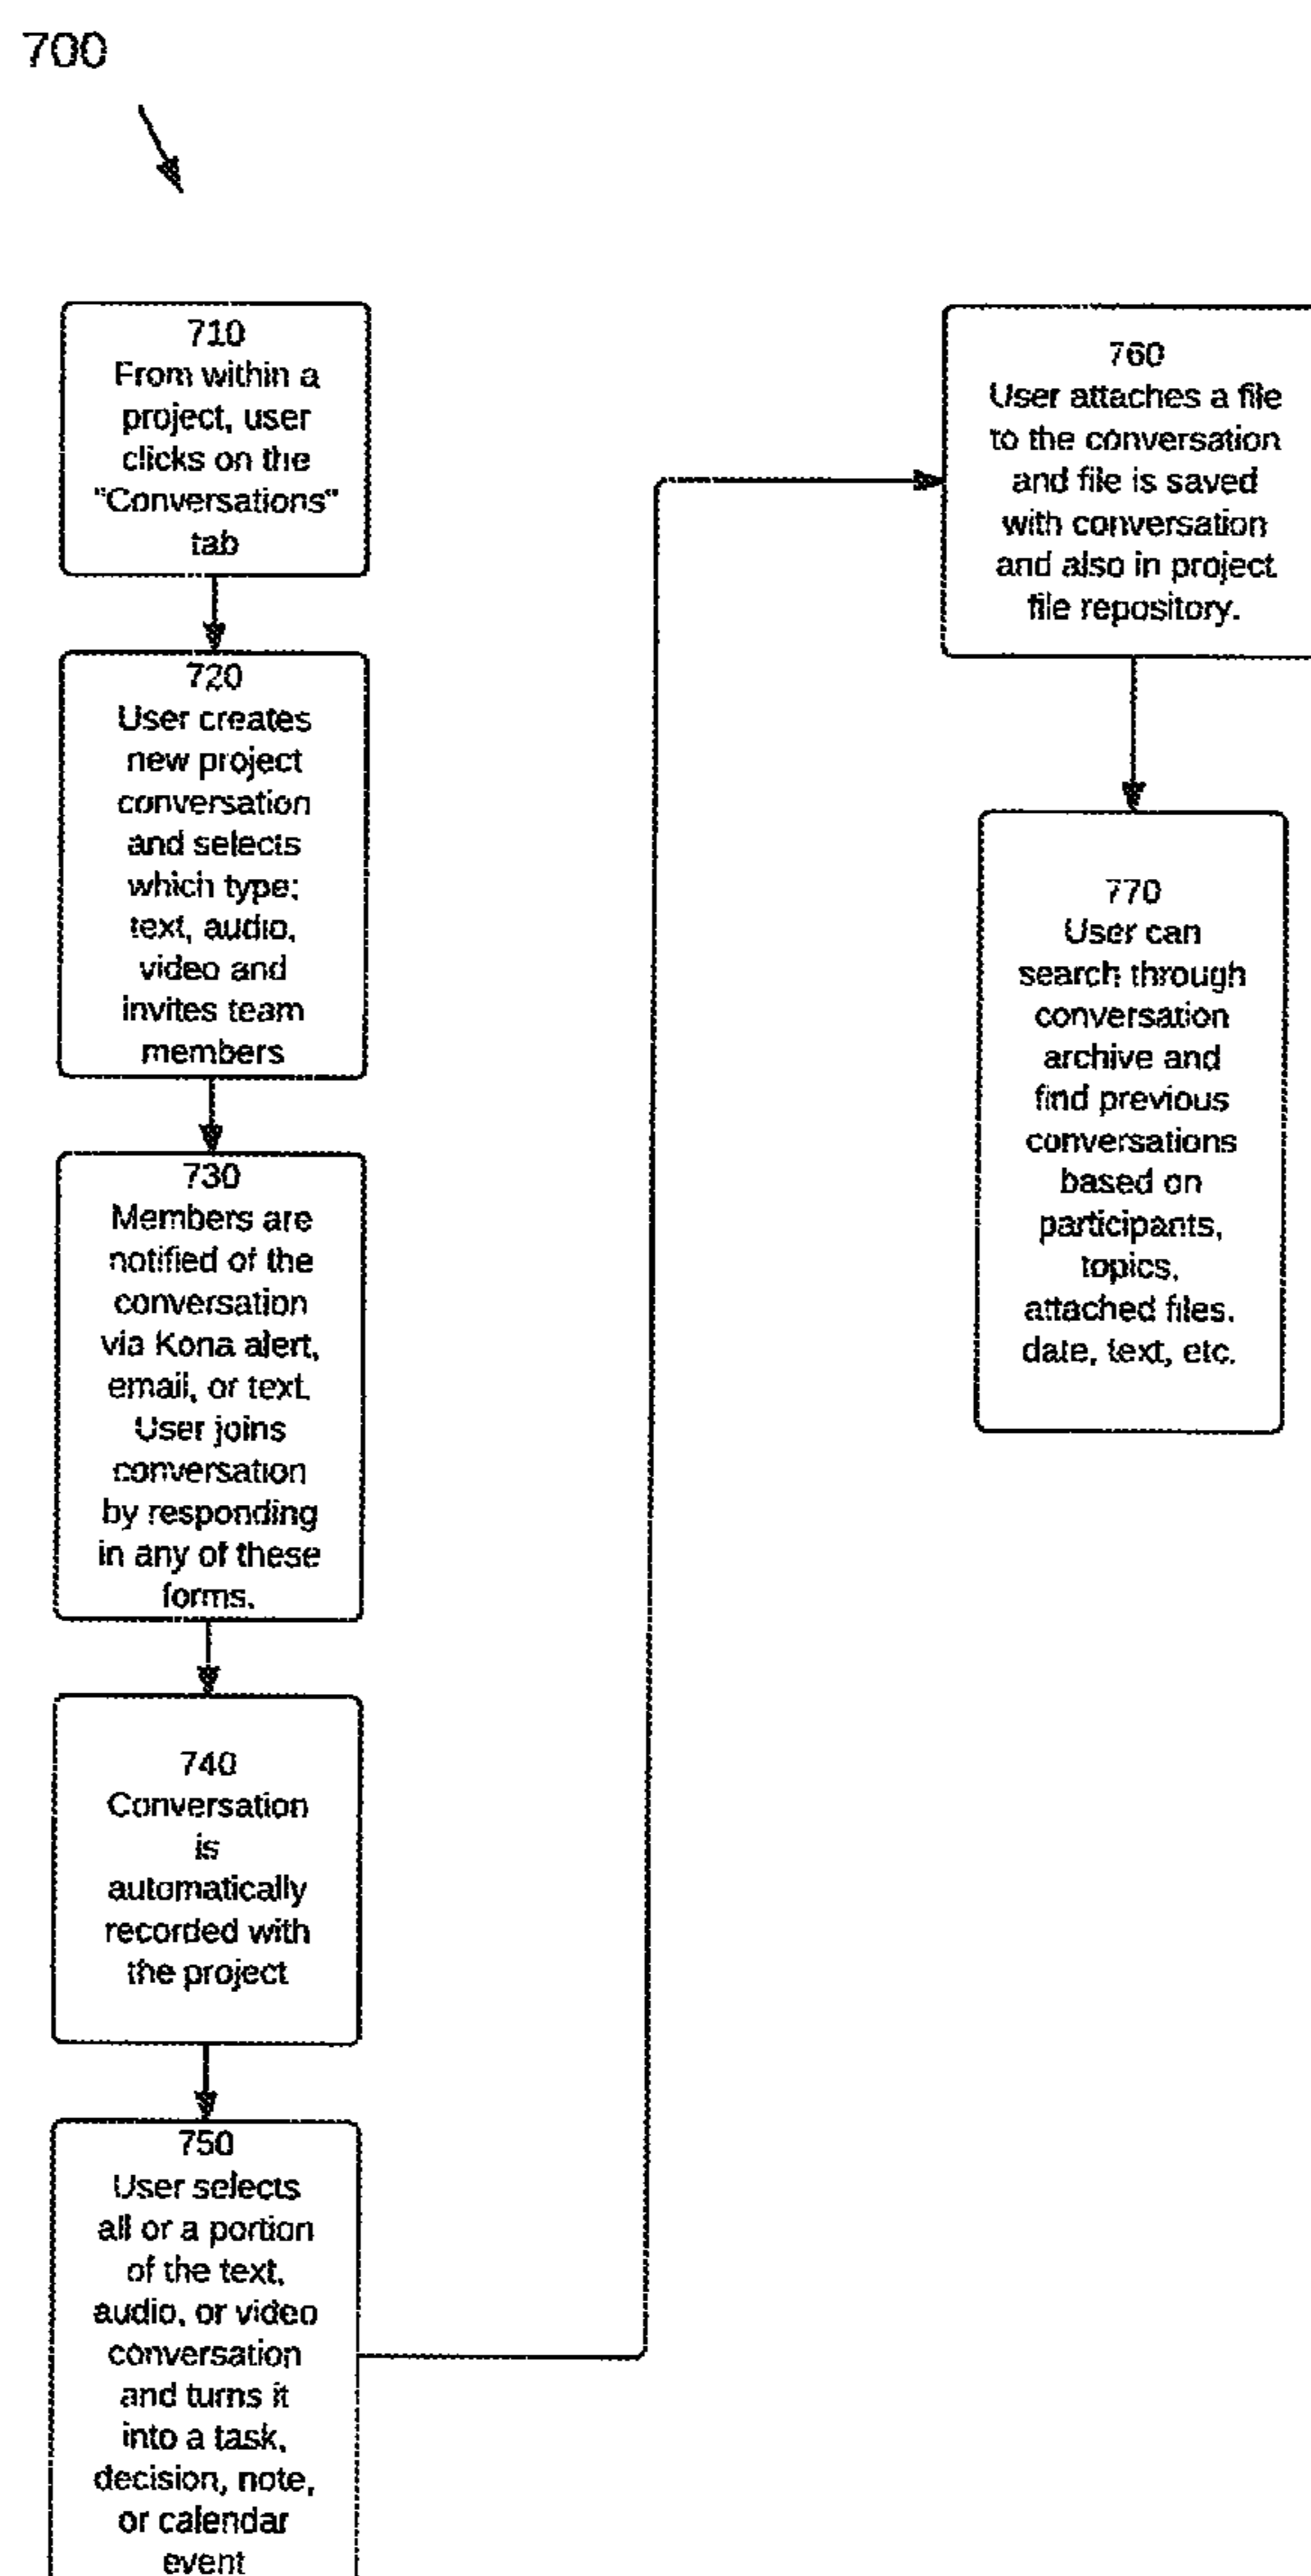 700
710
From within a
project, user
clicks on the
"Conversations"
tab
720
User creates
new project
conversation
and selects
which type;
text, audio,
video and
invites team
members
730
Members are
notified of the
conversation
via Kona alert,
email, or text.
User joins
conversation
by responding
in any of these
forms.
740
Conversation
is
automatically
recorded with
the project
750
User selects
all or a portion
of the text,
audio, or video
conversation
and turns it
into a task,
decision, note,
or calendar
event
760
User attaches a file
to the conversation
and file is saved
with conversation
and also in project
file repository.
770
User can
search through
conversation
archive and
find previous
conversations
based on
participants,
topics,
attached files,
date, text, etc.